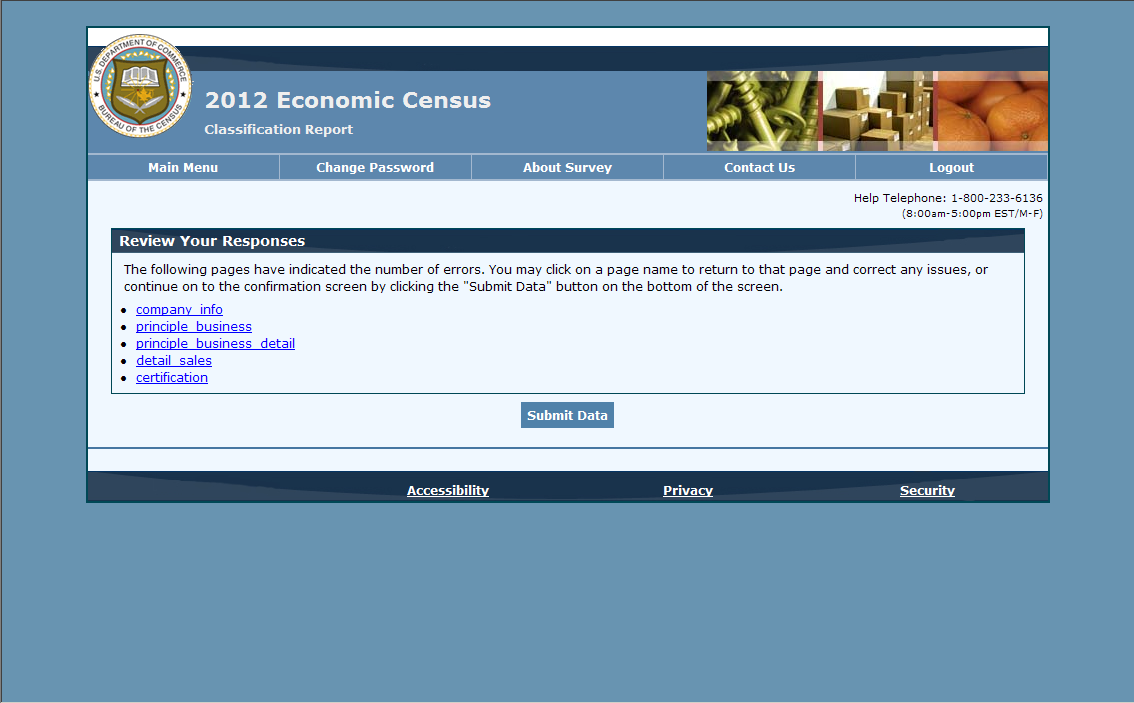 U.S. DEPARTMENT OF COMMERCE
BUREAU OF THE CENSUS
2012 Economic Census
Classification Report
Main Menu Change Password About Survey Contact Us Logout
Help Telephone: 1-800-233-6136
(8:00am-5:00pm EST/M-F)
Review Your Responses
The following pages have indicated the number of errors. You may click on a page name to return to that page and correct any issues, or
continue on to the confirmation screen by clicking the "Submit Data" button on the bottom of the screen.
company_info
principle_business
principle_business_detail
detail_sales
certification
Submit Data
Accessibility Privacy Security